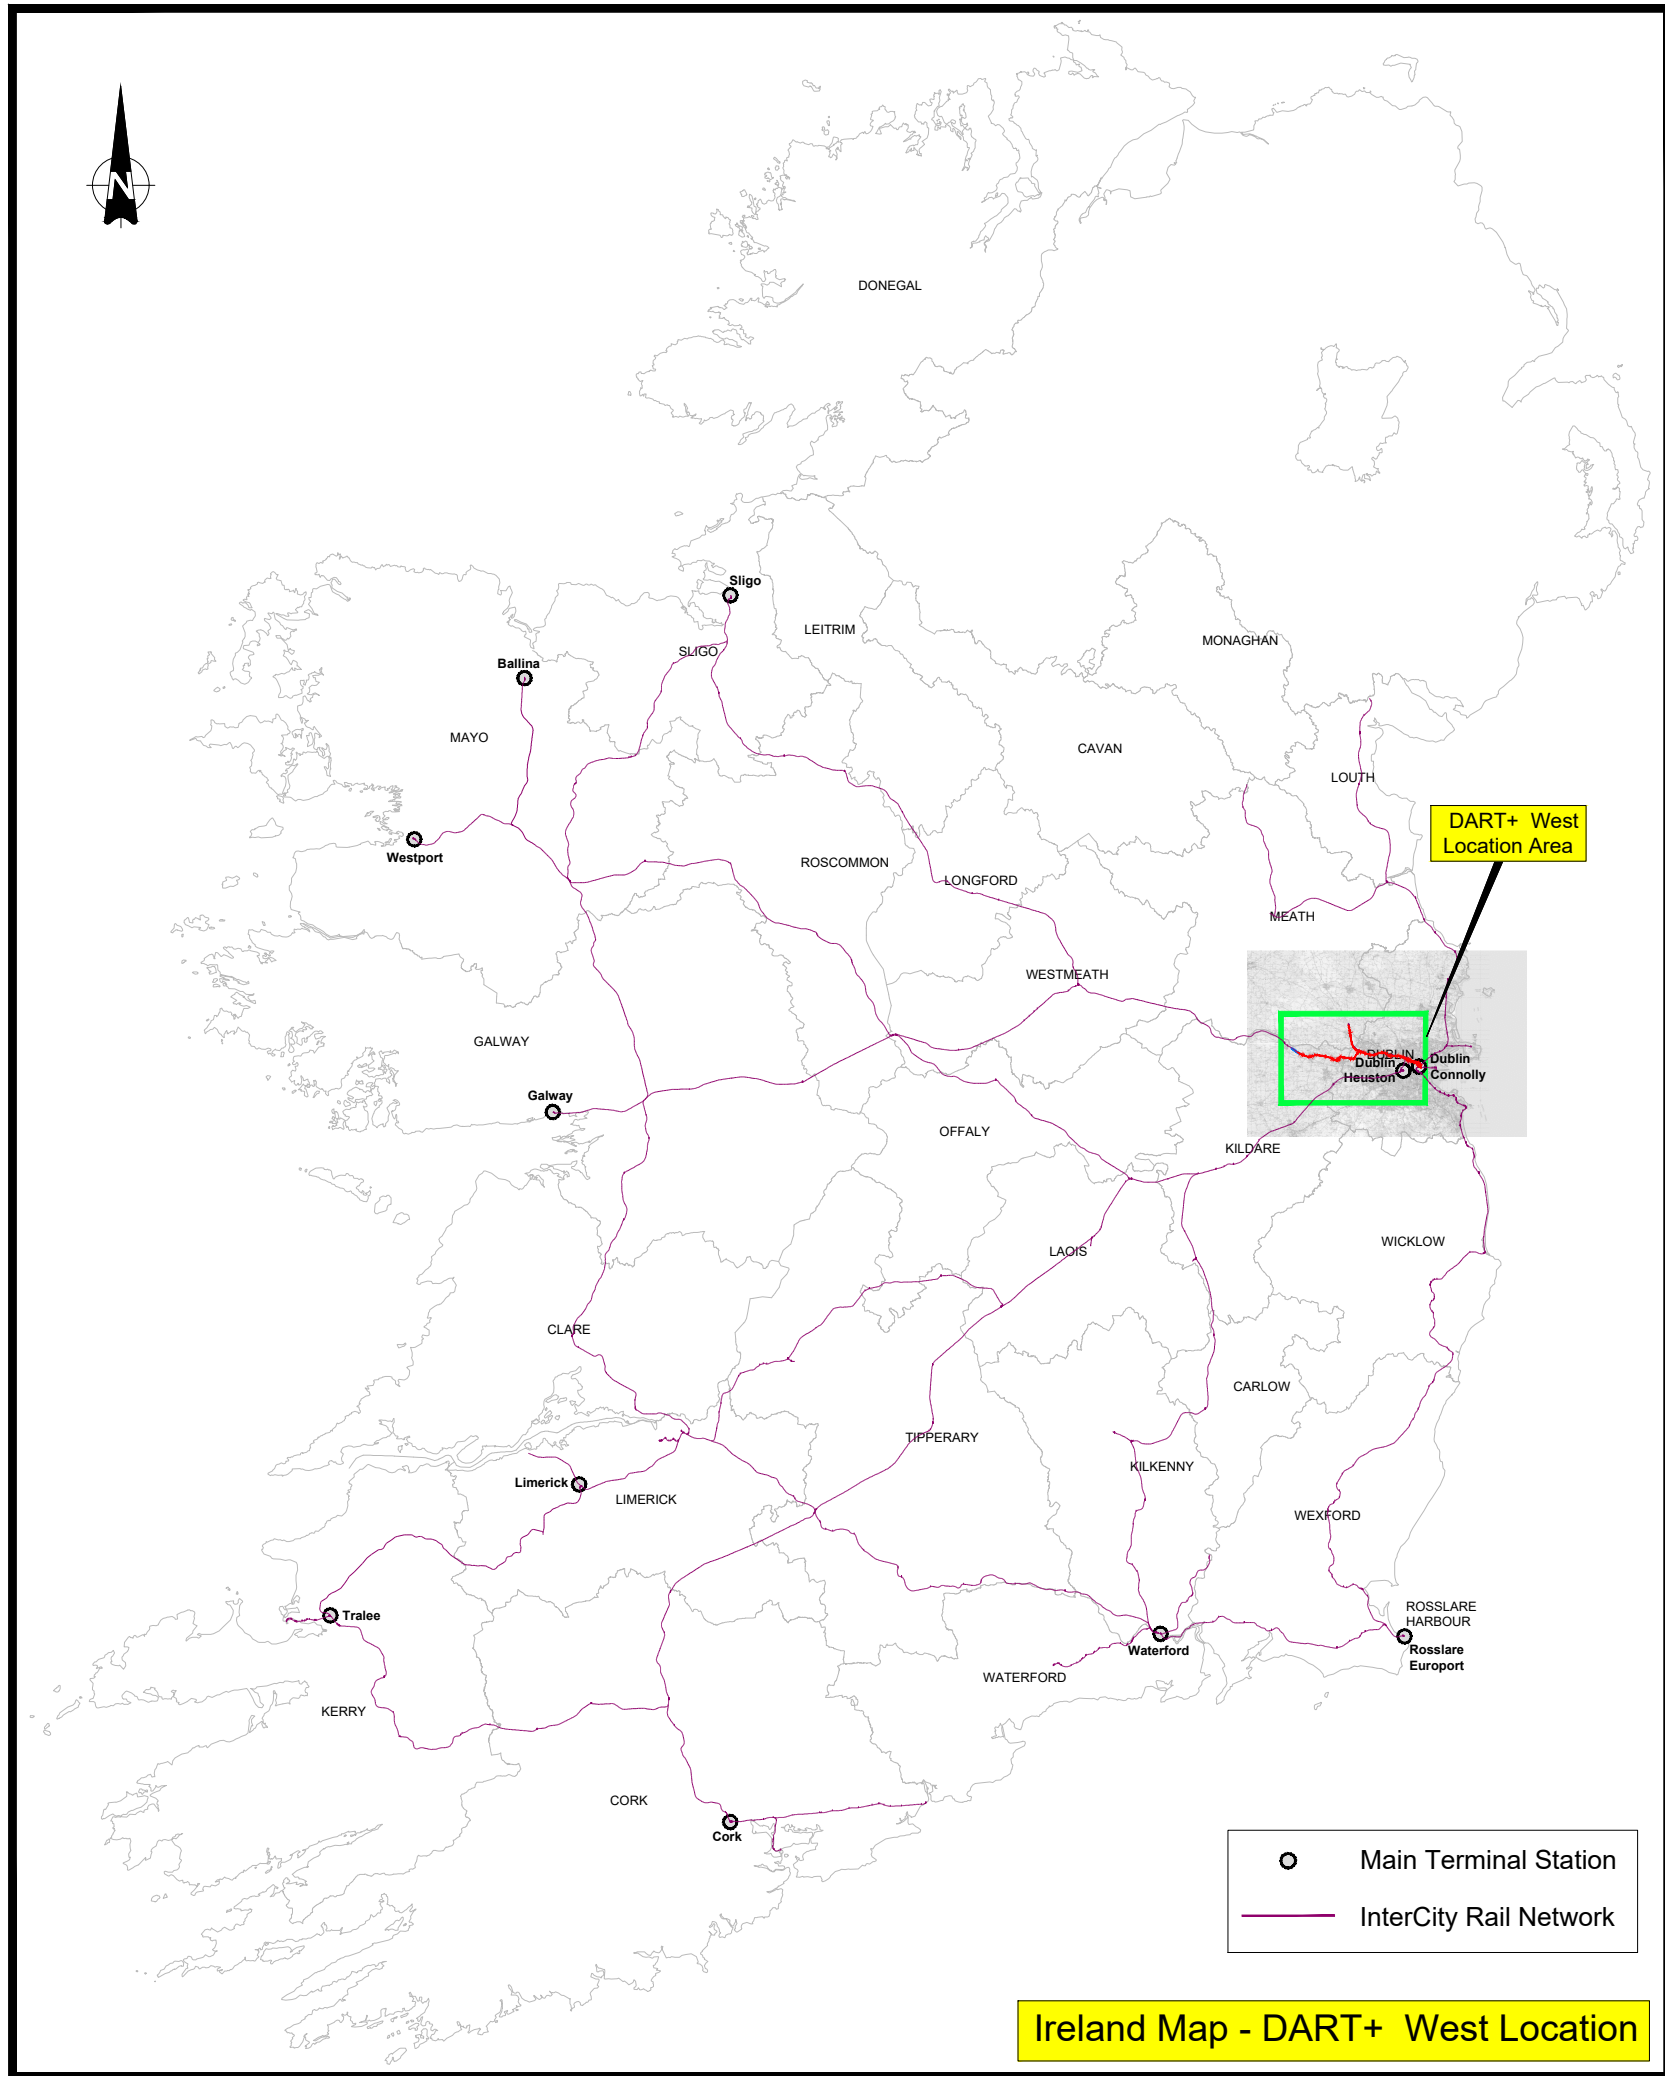 N
DONEGAL
Sligo
LEITRIM
MONAGHAN
SLIGO
Ballina
MAYO
CAVAN
LOUTH
DART+ West
Location Area
Westport
ROSCOMMON
LONGFORD
MEATH
WESTMEATH
GALWAY
DUBLIN
Dublin
Heuston
Dublin
Connolly
Galway
OFFALY
KILDARE
WICKLOW
LAOIS
CLARE
CARLOW
TIPPERARY
KILKENNY
Limerick
LIMERICK
WEXFORD
ROSSLARE
HARBOUR
Tralee
Waterford
Rosslare
Europort
WATERFORD
KERRY
CORK
Cork
Main Terminal Station
InterCity Rail Network
Ireland Map - DART+ West Location